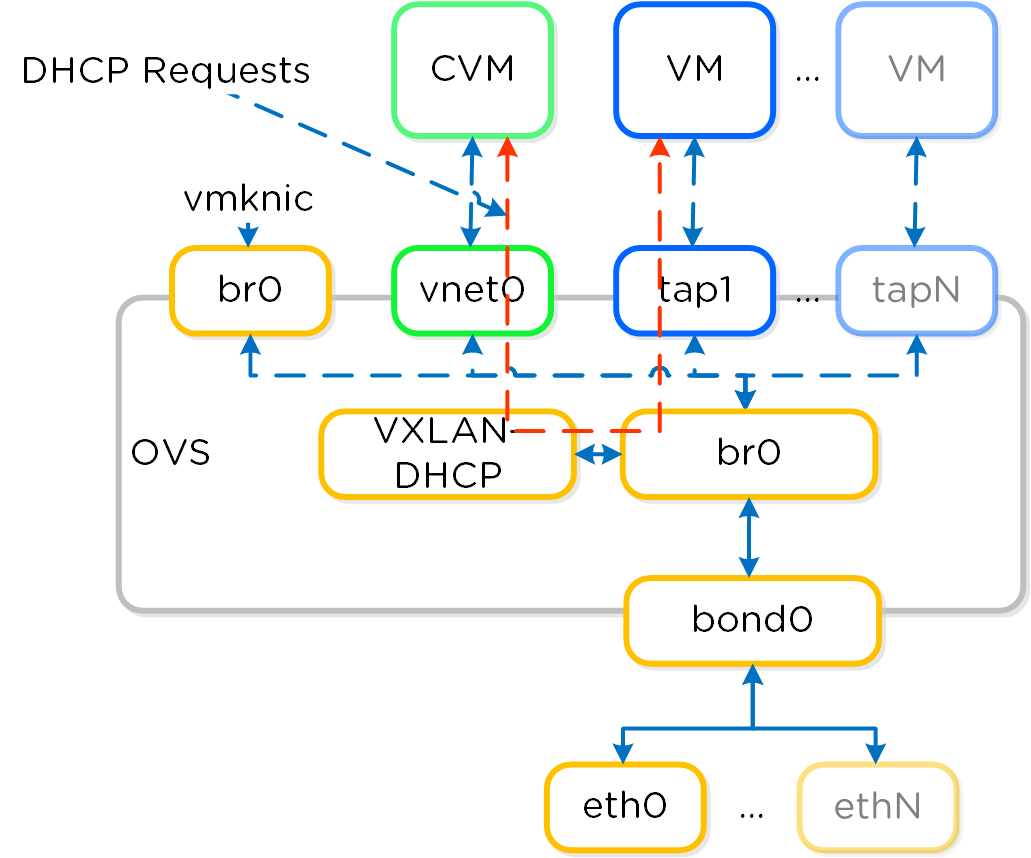 CVM
VM
...
VM
DHCP Requests
vmknic
br0
vnet0
tap1
...
tapN
OVS
VXLAN-
DHCP
br0
bond0
eth0
...
ethN